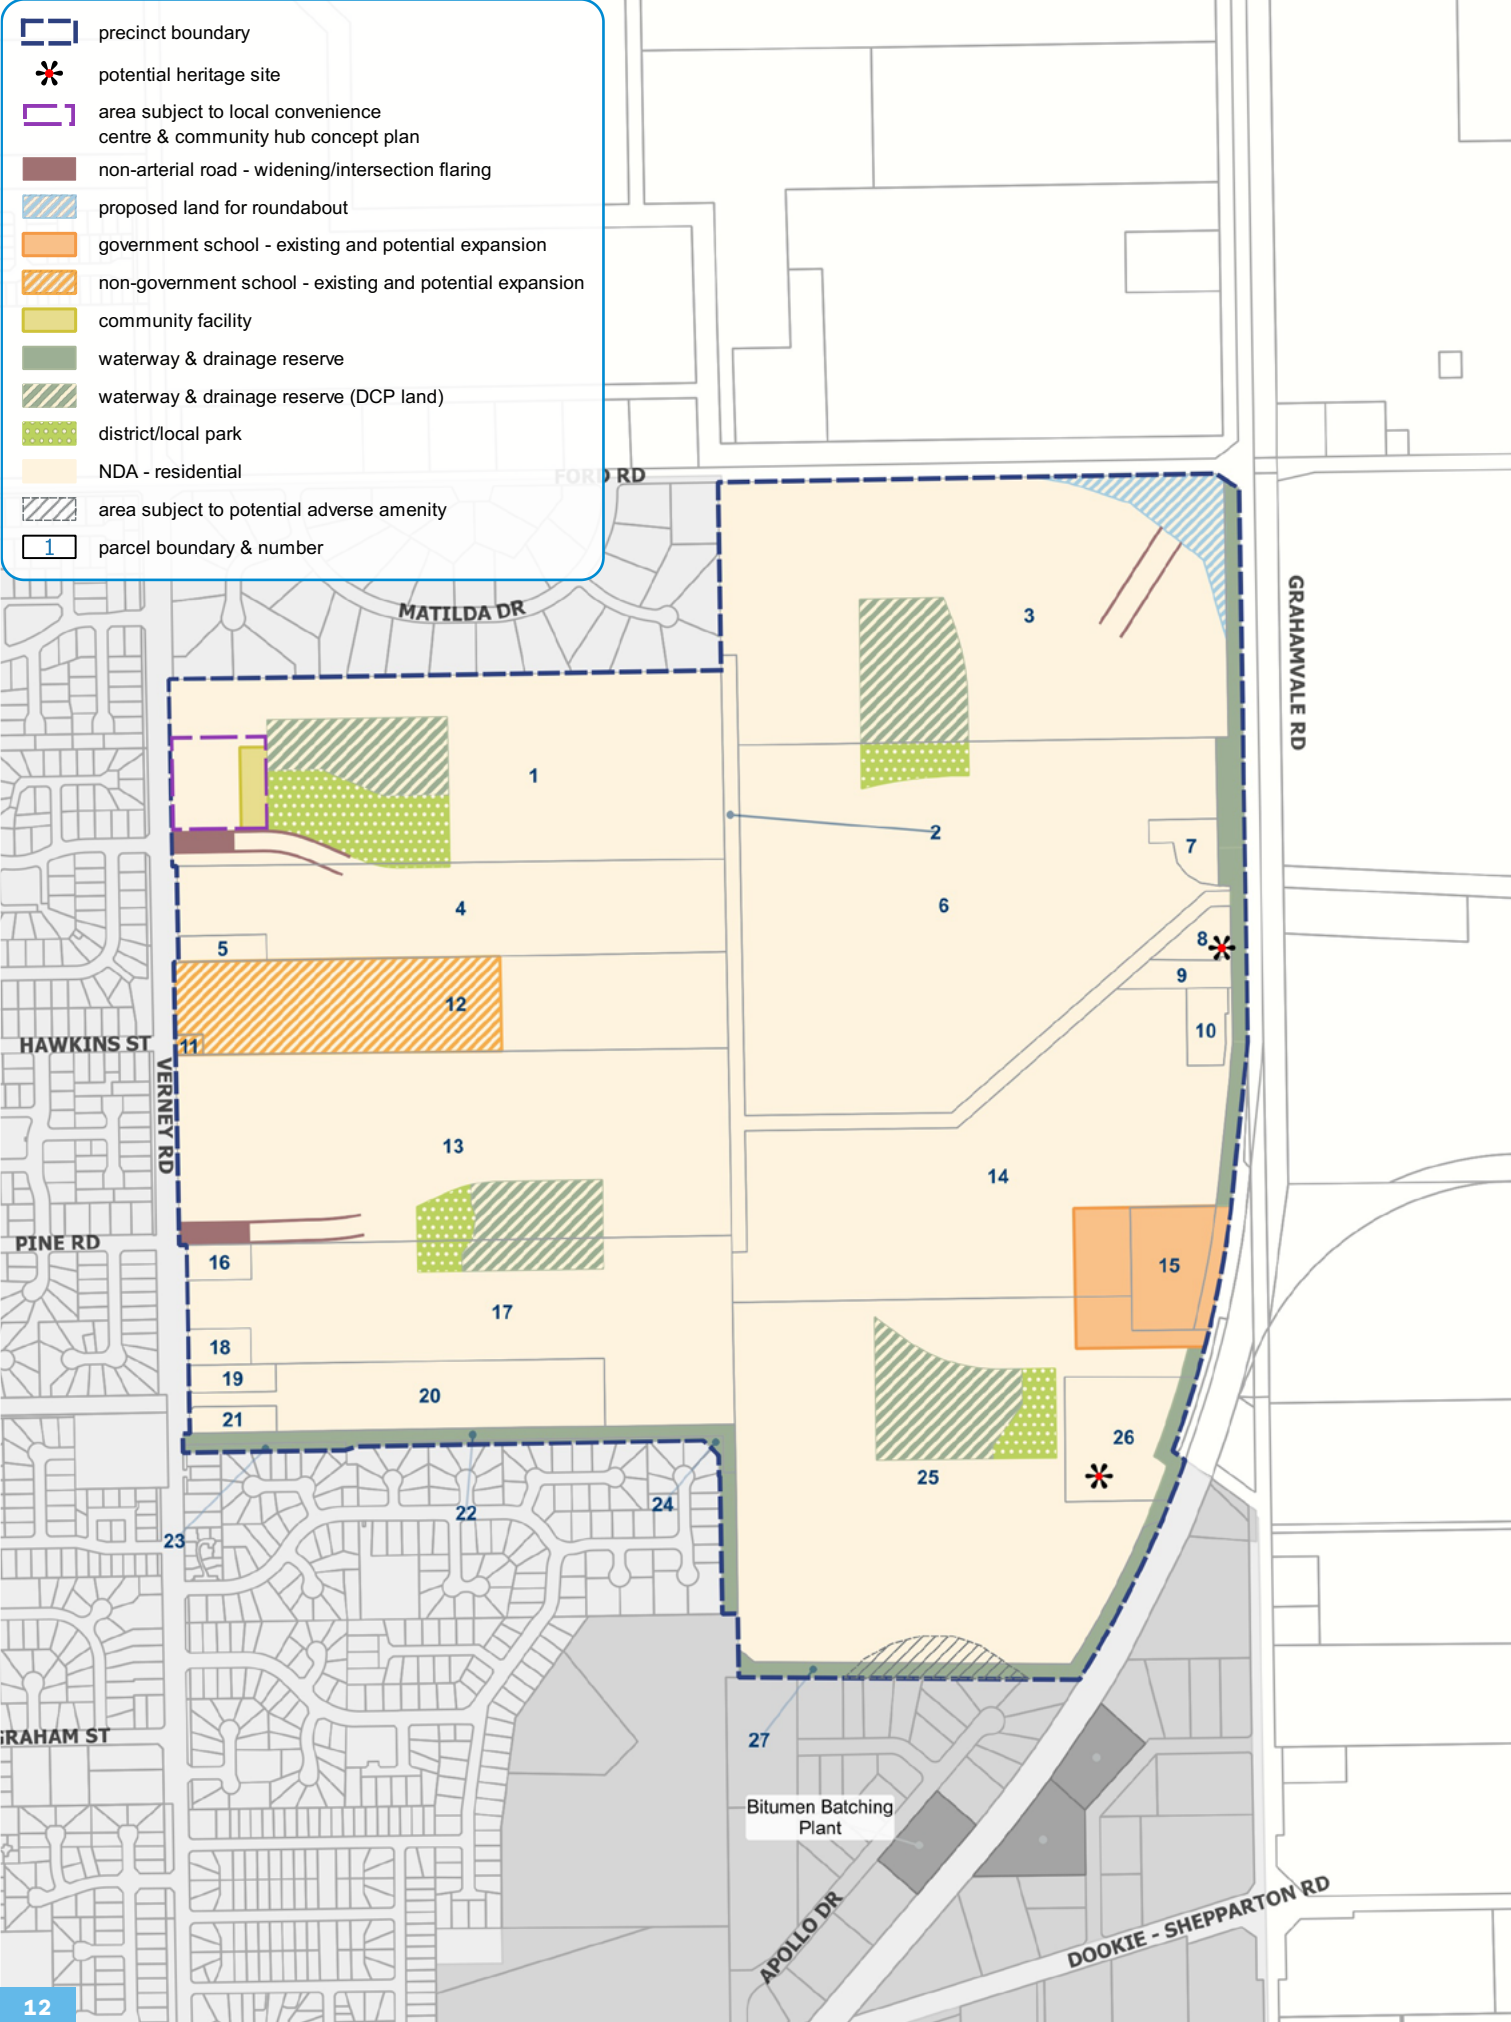 precinct boundary
potential heritage site
area subject to local convenience
centre & community hub concept plan
non-arterial road - widening/intersection flaring
proposed land for roundabout
government school - existing and potential expansion
non-government school - existing and potential expansion
community facility
waterway & drainage reserve
waterway & drainage reserve (DCP land)
district/local park
NDA - residential
area subject to potential adverse amenity
1
parcel boundary & number
FORD RD
MATILDA DR
GRAHAMVALE RD
3
1
2
7
6
4
8
5
9
12
10
HAWKINS ST
11
VERNEY RD
13
14
PINE RD
16
15
17
18
19
20
21
26
25
24
22
23
GRAHAM ST
27
Bitumen Batching
Plant
APOLLO DR
DOOKIE - SHEPPARTON RD
12